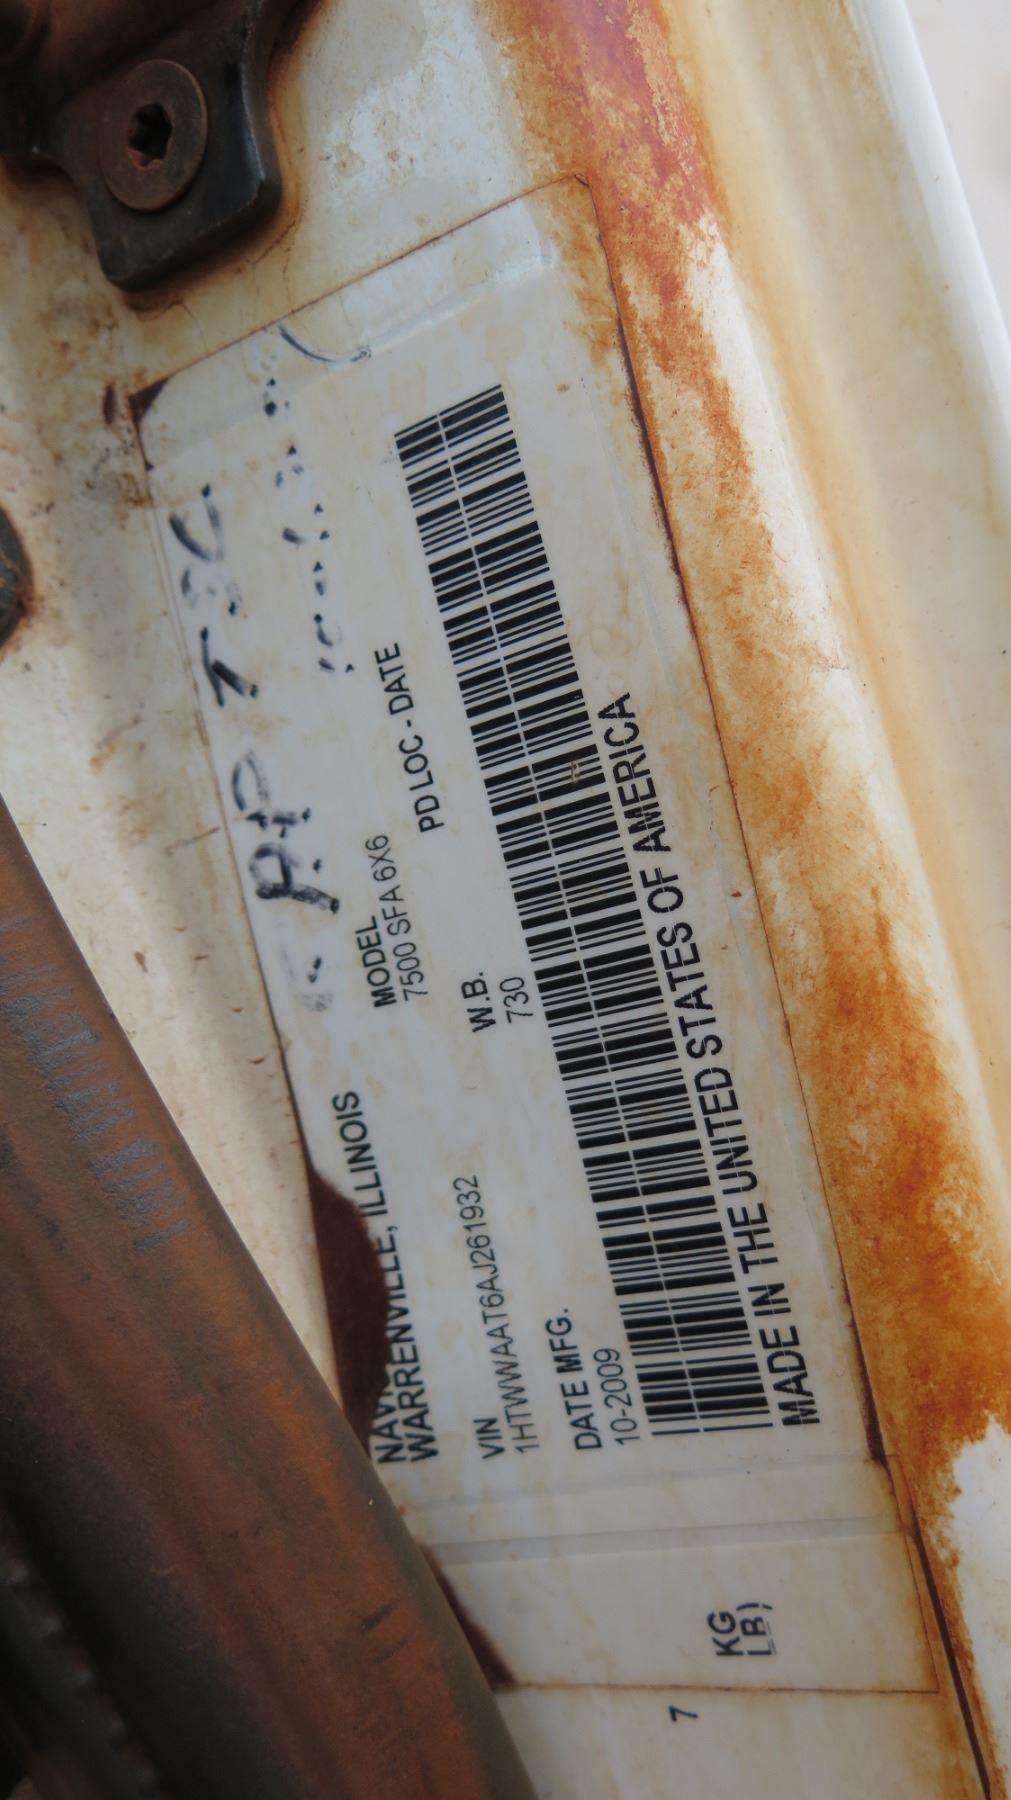 WARRENVILLE, ILLINOIS
MODEL
7500 SFA 6X6
PD LOC - DATE
VIN
1HTWWAAT6AJ261932
W.B.
730
DATE MFG.
10-2009
MADE IN THE UNITED STATES OF AMERICA
KG
LB)
7